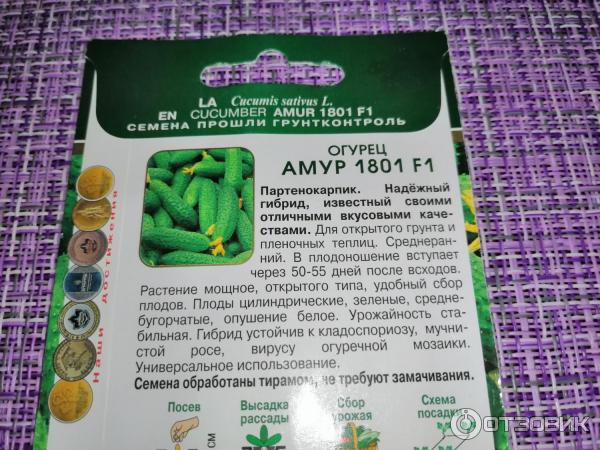 LA Cucumis sativus L.
EN CUCUMBER AMUR 1801 F1
СЕМЕНА ПРОШЛИ ГРУНТКОНТРОЛЬ
ОГУРЕЦ
АМУР 1801 F1
Партенокарпик. Надёжный
гибрид, известный своими
отличными вкусовыми каче-
ствами. Для открытого грунта и
пленочных теплиц. Среднеран-
ний. В плодоношение вступает
через 50-55 дней после всходов.
Растение мощное, открытого типа, удобный сбор
плодов. Плоды цилиндрические, зеленые, средне-
бугорчатые, опушение белое. Урожайность ста-
бильная. Гибрид устойчив к кладоспориозу, мучни-
стой росе, вирусу огуречной мозаики.
Универсальное использование.
Семена обработаны тирамом, не требуют замачивания.
Наши достижения
Посев
Высадка
рассады
Сбор
урожая
Схема
посадки
см
ОТЗОВИК